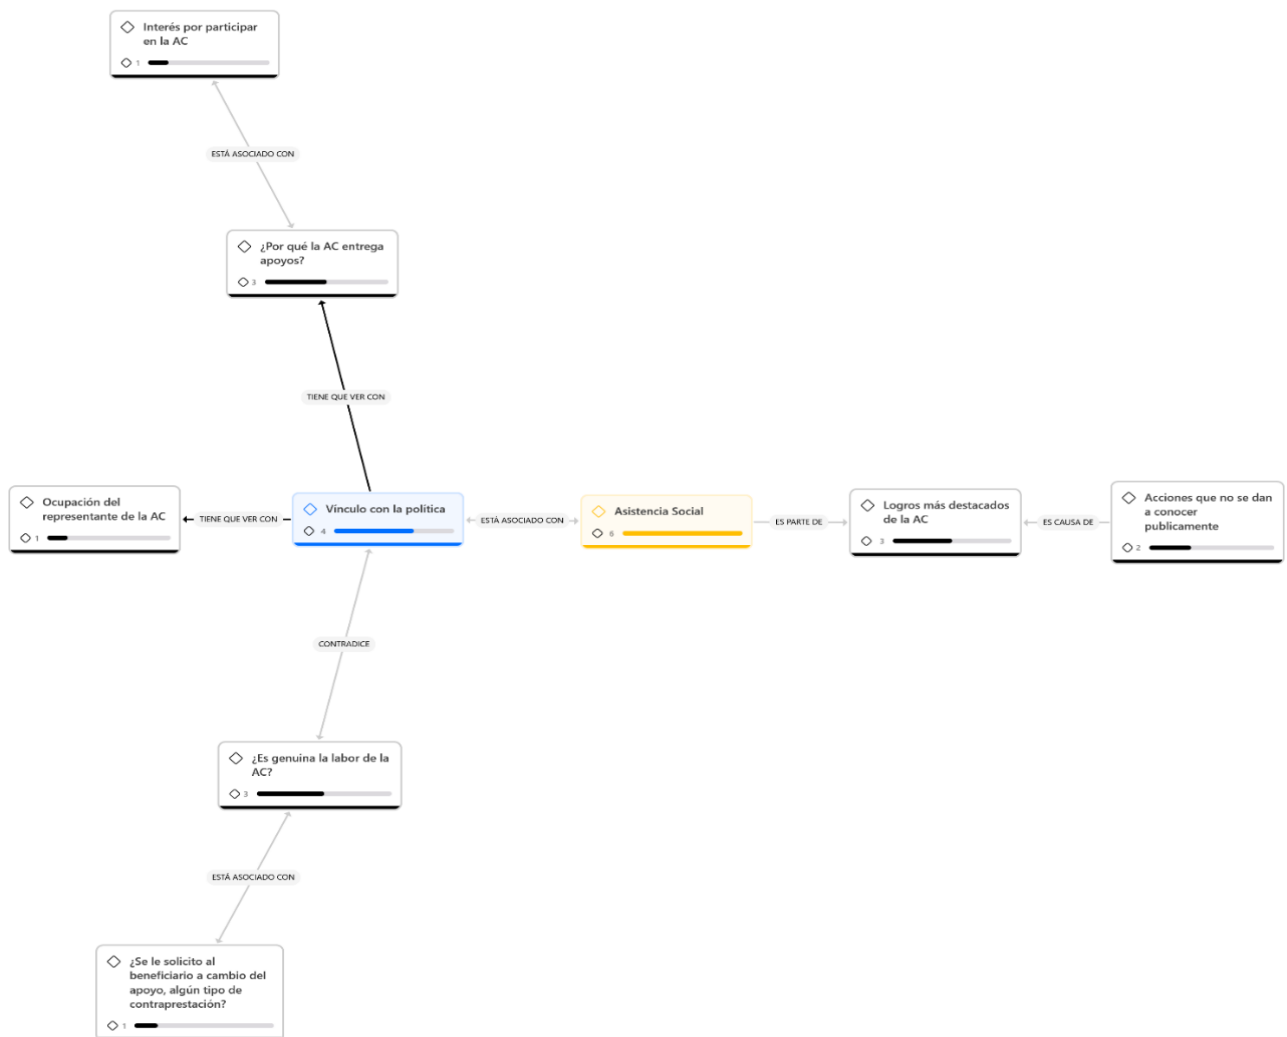 Interés por participar
en la AC
1
ESTÁ ASOCIADO CON
¿Por qué la AC entrega
apoyos?
3
TIENE QUE VER CON
Ocupación del
representante de la AC
1
TIENE QUE VER CON
Vínculo con la política
4
ESTÁ ASOCIADO CON
Asistencia Social
6
ES PARTE DE
Logros más destacados
de la AC
3
ES CAUSA DE
Acciones que no se dan
a conocer
publicamente
2
CONTRADICE
¿Es genuina la labor de la
AC?
3
ESTÁ ASOCIADO CON
¿Se le solicito al
beneficiario a cambio del
apoyo, algún tipo de
contraprestación?
1